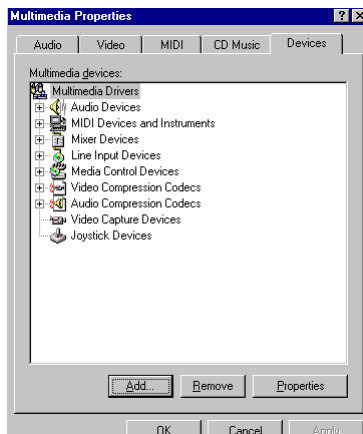 Multimedia Properties
Audio Video MIDI CD Music Devices
Multimedia devices:
Multimedia Drivers
Audio Devices
MIDI Devices and Instruments
Mixer Devices
Line Input Devices
Media Control Devices
Video Compression Codecs
Audio Compression Codecs
Video Capture Devices
Joystick Devices
Add... Remove Properties
OK Cancel Apply